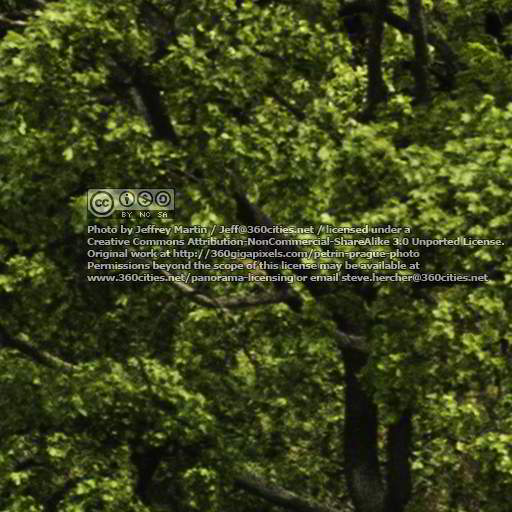 cc BY NC SA
Photo by Jeffrey Martin / Jeff@360cities.net / licensed under a
Creative Commons Attribution-NonCommercial-ShareAlike 3.0 Unported License.
Original work at http://360gigapixels.com/petrin-prague-photo
Permissions beyond the scope of this license may be available at
www.360cities.net/panorama-licensing or email steve.hercher@360cities.net